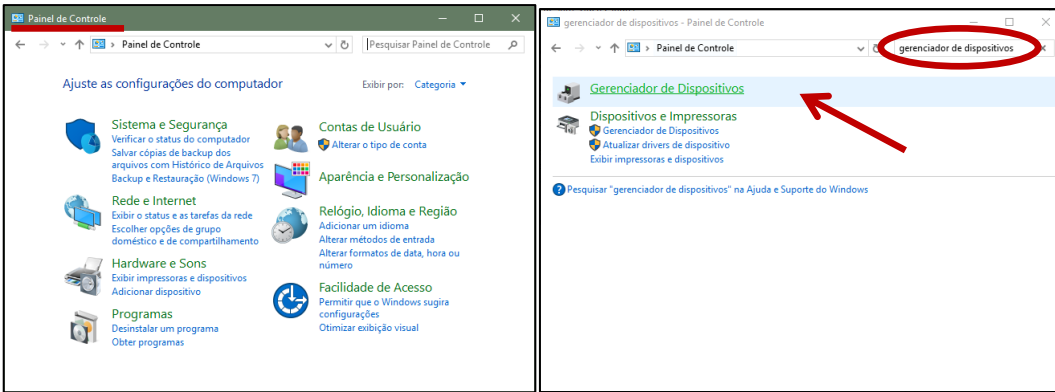 Painel de Controle
Painel de Controle
Pesquisar Painel de Controle
Ajuste as configurações do computador
Exibir por: Categoria
Sistema e Segurança
Verificar o status do computador
Salvar cópias de backup dos
arquivos com Histórico de Arquivos
Backup e Restauração (Windows 7)
Rede e Internet
Exibir o status e as tarefas da rede
Escolher opções de grupo
doméstico e de compartilhamento
Hardware e Sons
Exibir impressoras e dispositivos
Adicionar dispositivo
Programas
Desinstalar um programa
Obter programas
Contas de Usuário
Alterar o tipo de conta
Aparência e Personalização
Relógio, Idioma e Região
Adicionar um idioma
Alterar métodos de entrada
Alterar formatos de data, hora ou
número
Facilidade de Acesso
Permitir que o Windows sugira
configurações
Otimizar exibição visual
gerenciador de dispositivos - Painel de Controle
Painel de Controle
gerenciador de dispositivos
Gerenciador de Dispositivos
Dispositivos e Impressoras
Gerenciador de Dispositivos
Atualizar drivers de dispositivo
Exibir impressoras e dispositivos
Pesquisar "gerenciador de dispositivos" na Ajuda e Suporte do Windows